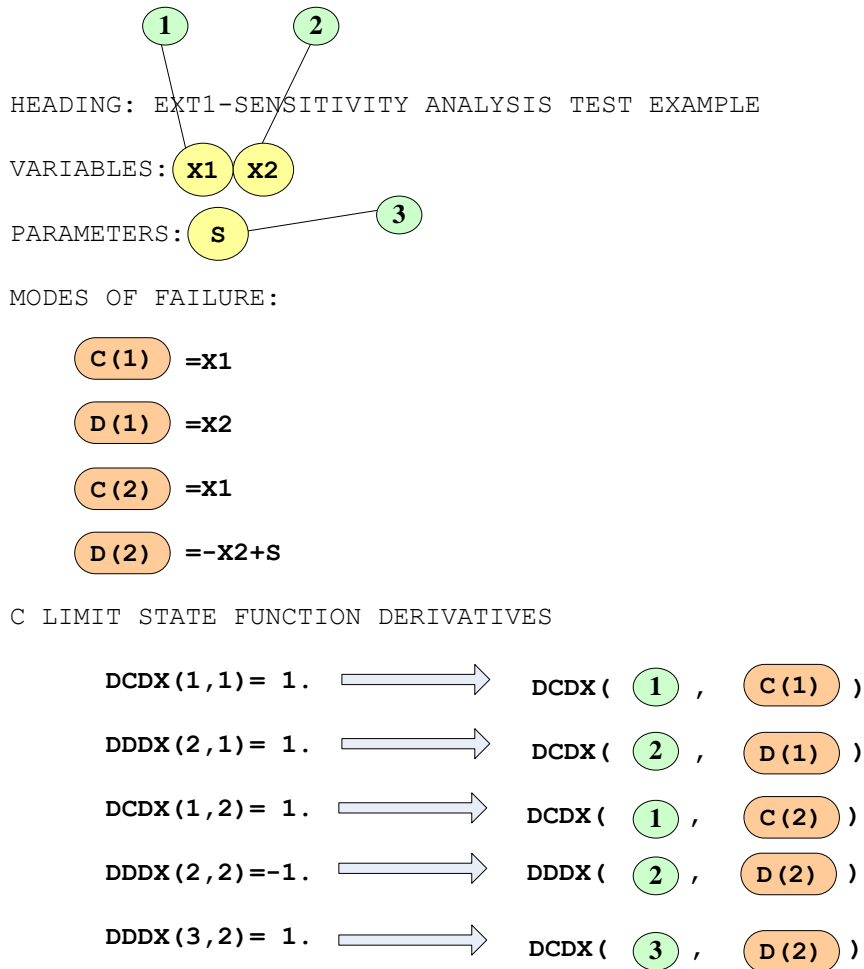 1 2
HEADING: EXT1-SENSITIVITY ANALYSIS TEST EXAMPLE
VARIABLES: X1 X2
3
PARAMETERS: S
MODES OF FAILURE:
C(1) =X1
D(1) =X2
C(2) =X1
D(2) =-X2+S
C LIMIT STATE FUNCTION DERIVATIVES
DCDX(1,1)= 1. DCDX( 1 , C(1) )
DDDX(2,1)= 1. DCDX( 2 , D(1) )
DCDX(1,2)= 1. DCDX( 1 , C(2) )
DDDX(2,2)=-1. DDDX( 2 , D(2) )
DDDX(3,2)= 1. DCDX( 3 , D(2) )